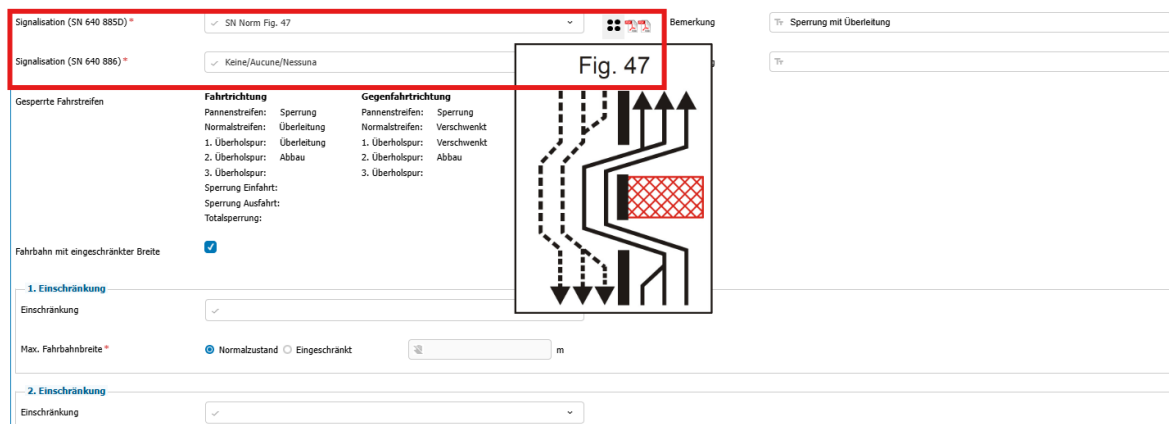 Signalisation (SN 640 885D) * SN Norm Fig. 47 Bemerkung Tт Sperrung mit Überleitung
Signalisation (SN 640 886) * Keine/Aucune/Nessuna g Tт
Fig. 47
Gesperrte Fahrstreifen
Fahrtrichtung Gegenfahrtrichtung
Pannenstreifen: Sperrung Pannenstreifen: Sperrung
Normalstreifen: Überleitung Normalstreifen: Verschwenkt
1. Überholspur: Überleitung 1. Überholspur: Verschwenkt
2. Überholspur: Abbau 2. Überholspur: Abbau
3. Überholspur: 3. Überholspur:
Sperrung Einfahrt:
Sperrung Ausfahrt:
Totalsperrung:
Fahrbahn mit eingeschränkter Breite
1. Einschränkung
Einschränkung
Max. Fahrbahnbreite * Normalzustand Eingeschränkt m
2. Einschränkung
Einschränkung